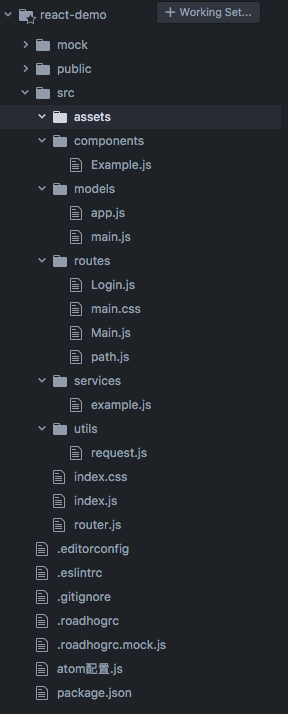 react-demo
+ Working Set...
mock
public
src
assets
components
Example.js
models
app.js
main.js
routes
Login.js
main.css
Main.js
path.js
services
example.js
utils
request.js
index.css
index.js
router.js
.editorconfig
.eslintrc
.gitignore
.roadhogrc
.roadhogrc.mock.js
atom配置.js
package.json